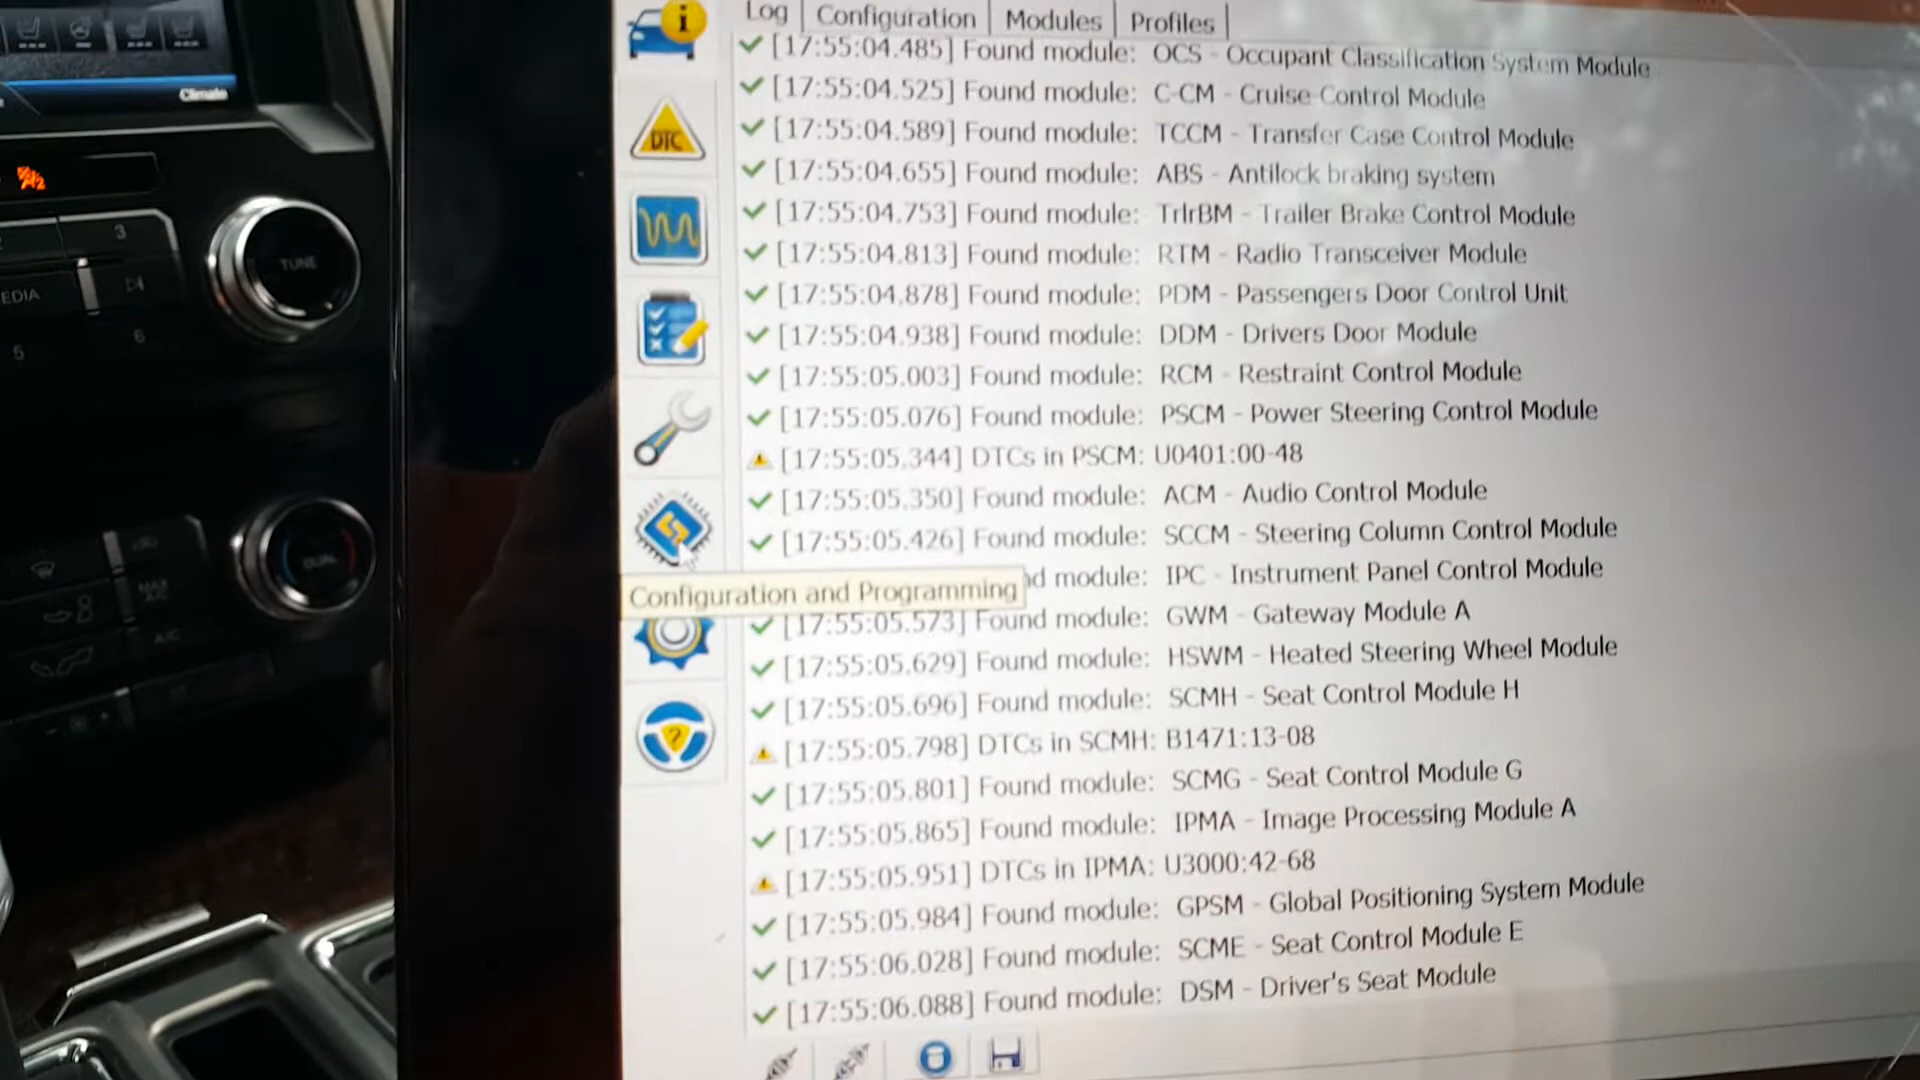 Log
Configuration
Modules
Profiles
[17:55:04.485] Found module: OCS - Occupant Classification System Module
[17:55:04.525] Found module: C-CM - Cruise Control Module
[17:55:04.589] Found module: TCCM - Transfer Case Control Module
[17:55:04.655] Found module: ABS - Antilock braking system
[17:55:04.753] Found module: TrlrBM - Trailer Brake Control Module
[17:55:04.813] Found module: RTM - Radio Transceiver Module
[17:55:04.878] Found module: PDM - Passengers Door Control Unit
[17:55:04.938] Found module: DDM - Drivers Door Module
[17:55:05.003] Found module: RCM - Restraint Control Module
[17:55:05.076] Found module: PSCM - Power Steering Control Module
[17:55:05.344] DTCs in PSCM: U0401:00-48
[17:55:05.350] Found module: ACM - Audio Control Module
[17:55:05.426] Found module: SCCM - Steering Column Control Module
Configuration and Programming
nd module: IPC - Instrument Panel Control Module
[17:55:05.573] Found module: GWM - Gateway Module A
[17:55:05.629] Found module: HSWM - Heated Steering Wheel Module
[17:55:05.696] Found module: SCMH - Seat Control Module H
[17:55:05.798] DTCs in SCMH: B1471:13-08
[17:55:05.801] Found module: SCMG - Seat Control Module G
[17:55:05.865] Found module: IPMA - Image Processing Module A
[17:55:05.951] DTCs in IPMA: U3000:42-68
[17:55:05.984] Found module: GPSM - Global Positioning System Module
[17:55:06.028] Found module: SCME - Seat Control Module E
[17:55:06.088] Found module: DSM - Driver's Seat Module
i
DTC
?
Climate
3
TUNE
EDIA
5
6
DUAL
MAX
A/C
A/C